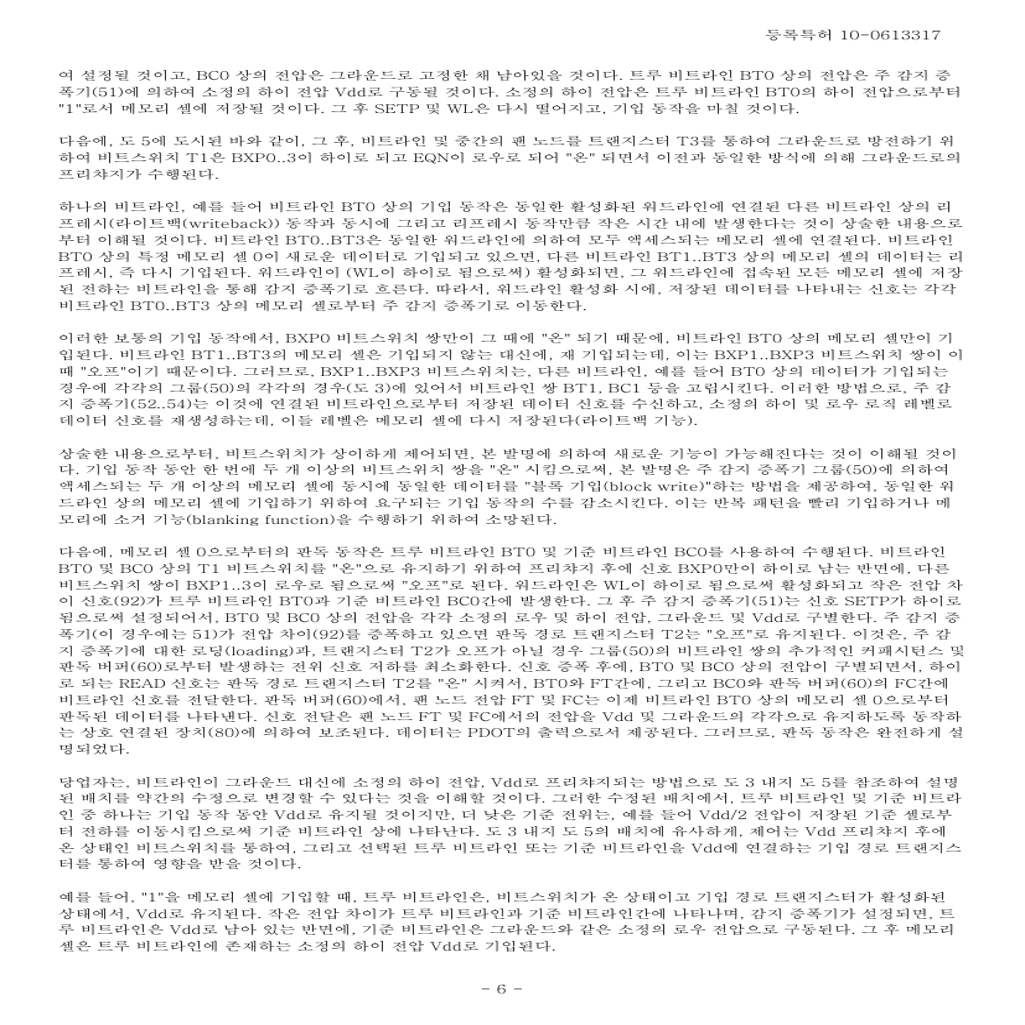 등록특허 10-0613317
여 설정될 것이고, BC0 상의 전압은 그라운드로 고정한 채 남아있을 것이다. 트루 비트라인 BT0 상의 전압은 주 감지 증
폭기(51)에 의하여 소정의 하이 전압 Vdd로 구동될 것이다. 소정의 하이 전압은 트루 비트라인 BT0의 하이 전압으로부터
"1"로서 메모리 셀에 저장될 것이다. 그 후 SETP 및 WL은 다시 떨어지고, 기입 동작을 마칠 것이다.
다음에, 도 5에 도시된 바와 같이, 그 후, 비트라인 및 중간의 팬 노드를 트랜지스터 T3를 통하여 그라운드로 방전하기 위
하여 비트스위치 T1은 BXP0..3이 하이로 되고 EQN이 로우로 되어 "온" 되면서 이전과 동일한 방식에 의해 그라운드로의
프리챠지가 수행된다.
하나의 비트라인, 예를 들어 비트라인 BT0 상의 기입 동작은 동일한 활성화된 워드라인에 연결된 다른 비트라인 상의 리
프레시(라이트백(writeback)) 동작과 동시에 그리고 리프레시 동작만큼 작은 시간 내에 발생한다는 것이 상술한 내용으로
부터 이해될 것이다. 비트라인 BT0..BT3은 동일한 워드라인에 의하여 모두 액세스되는 메모리 셀에 연결된다. 비트라인
BT0 상의 특정 메모리 셀 0이 새로운 데이터로 기입되고 있으면, 다른 비트라인 BT1..BT3 상의 메모리 셀의 데이터는 리
프레시, 즉 다시 기입된다. 워드라인이 (WL이 하이로 됨으로써) 활성화되면, 그 워드라인에 접속된 모든 메모리 셀에 저장
된 전하는 비트라인을 통해 감지 증폭기로 흐른다. 따라서, 워드라인 활성화 시에, 저장된 데이터를 나타내는 신호는 각각
비트라인 BT0..BT3 상의 메모리 셀로부터 주 감지 증폭기로 이동한다.
이러한 보통의 기입 동작에서, BXP0 비트스위치 쌍만이 그 때에 "온" 되기 때문에, 비트라인 BT0 상의 메모리 셀만이 기
입된다. 비트라인 BT1..BT3의 메모리 셀은 기입되지 않는 대신에, 재 기입되는데, 이는 BXP1..BXP3 비트스위치 쌍이 이
때 "오프"이기 때문이다. 그러므로, BXP1..BXP3 비트스위치는, 다른 비트라인, 예를 들어 BT0 상의 데이터가 기입되는
경우에 각각의 그룹(50)의 각각의 경우(도 3)에 있어서 비트라인 쌍 BT1, BC1 등을 고립시킨다. 이러한 방법으로, 주 감
지 증폭기(52..54)는 이것에 연결된 비트라인으로부터 저장된 데이터 신호를 수신하고, 소정의 하이 및 로우 로직 레벨로
데이터 신호를 재생성하는데, 이들 레벨은 메모리 셀에 다시 저장된다(라이트백 기능).
상술한 내용으로부터, 비트스위치가 상이하게 제어되면, 본 발명에 의하여 새로운 기능이 가능해진다는 것이 이해될 것이
다. 기입 동작 동안 한 번에 두 개 이상의 비트스위치 쌍을 "온" 시킴으로써, 본 발명은 주 감지 증폭기 그룹(50)에 의하여
액세스되는 두 개 이상의 메모리 셀에 동시에 동일한 데이터를 "블록 기입(block write)"하는 방법을 제공하여, 동일한 워
드라인 상의 메모리 셀에 기입하기 위하여 요구되는 기입 동작의 수를 감소시킨다. 이는 반복 패턴을 빨리 기입하거나 메
모리에 소거 기능(blanking function)을 수행하기 위하여 소망된다.
다음에, 메모리 셀 0으로부터의 판독 동작은 트루 비트라인 BT0 및 기준 비트라인 BC0를 사용하여 수행된다. 비트라인
BT0 및 BC0 상의 T1 비트스위치를 "온"으로 유지하기 위하여 프리챠지 후에 신호 BXP0만이 하이로 남는 반면에, 다른
비트스위치 쌍이 BXP1..3이 로우로 됨으로써 "오프"로 된다. 워드라인은 WL이 하이로 됨으로써 활성화되고 작은 전압 차
이 신호(92)가 트루 비트라인 BT0과 기준 비트라인 BC0간에 발생한다. 그 후 주 감지 증폭기(51)는 신호 SETP가 하이로
됨으로써 설정되어서, BT0 및 BC0 상의 전압을 각각 소정의 로우 및 하이 전압, 그라운드 및 Vdd로 구별한다. 주 감지 증
폭기(이 경우에는 51)가 전압 차이(92)를 증폭하고 있으면 판독 경로 트랜지스터 T2는 "오프"로 유지된다. 이것은, 주 감
지 증폭기에 대한 로딩(loading)과, 트랜지스터 T2가 오프가 아닐 경우 그룹(50)의 비트라인 쌍의 추가적인 커패시턴스 및
판독 버퍼(60)로부터 발생하는 전위 신호 저하를 최소화한다. 신호 증폭 후에, BT0 및 BC0 상의 전압이 구별되면서, 하이
로 되는 READ 신호는 판독 경로 트랜지스터 T2를 "온" 시켜서, BT0와 FT간에, 그리고 BC0와 판독 버퍼(60)의 FC간에
비트라인 신호를 전달한다. 판독 버퍼(60)에서, 팬 노드 전압 FT 및 FC는 이제 비트라인 BT0 상의 메모리 셀 0으로부터
판독된 데이터를 나타낸다. 신호 전달은 팬 노드 FT 및 FC에서의 전압을 Vdd 및 그라운드의 각각으로 유지하도록 동작하
는 상호 연결된 장치(80)에 의하여 보조된다. 데이터는 PDOT의 출력으로서 제공된다. 그러므로, 판독 동작은 완전하게 설
명되었다.
당업자는, 비트라인이 그라운드 대신에 소정의 하이 전압, Vdd로 프리챠지되는 방법으로 도 3 내지 도 5를 참조하여 설명
된 배치를 약간의 수정으로 변경할 수 있다는 것을 이해할 것이다. 그러한 수정된 배치에서, 트루 비트라인 및 기준 비트라
인 중 하나는 기입 동작 동안 Vdd로 유지될 것이지만, 더 낮은 기준 전위는, 예를 들어 Vdd/2 전압이 저장된 기준 셀로부
터 전하를 이동시킴으로써 기준 비트라인 상에 나타난다. 도 3 내지 도 5의 배치에 유사하게, 제어는 Vdd 프리챠지 후에
온 상태인 비트스위치를 통하여, 그리고 선택된 트루 비트라인 또는 기준 비트라인을 Vdd에 연결하는 기입 경로 트랜지스
터를 통하여 영향을 받을 것이다.
예를 들어, "1"을 메모리 셀에 기입할 때, 트루 비트라인은, 비트스위치가 온 상태이고 기입 경로 트랜지스터가 활성화된
상태에서, Vdd로 유지된다. 작은 전압 차이가 트루 비트라인과 기준 비트라인간에 나타나며, 감지 증폭기가 설정되면, 트
루 비트라인은 Vdd로 남아 있는 반면에, 기준 비트라인은 그라운드와 같은 소정의 로우 전압으로 구동된다. 그 후 메모리
셀은 트루 비트라인에 존재하는 소정의 하이 전압 Vdd로 기입된다.
- 6 -